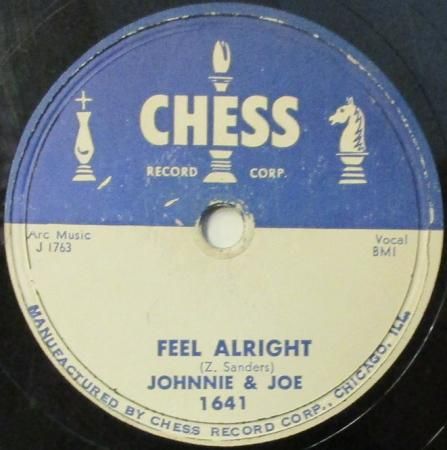 CHESS
RECORD CORP.
Arc Music
J 1763
Vocal
BMI
FEEL ALRIGHT
(Z. Sanders)
JOHNNIE & JOE
1641
MANUFACTURED BY CHESS RECORD CORP., CHICAGO, ILL.